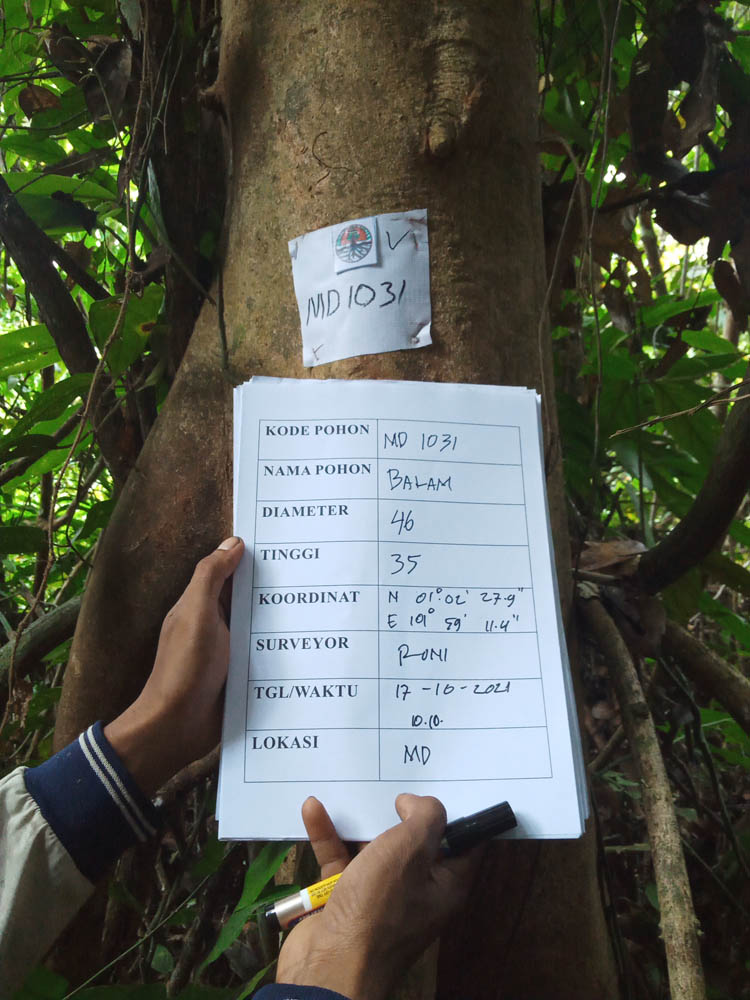 V
MD 1031
KODE POHON MD 1031
NAMA POHON BALAM
DIAMETER 46
TINGGI 35
KOORDINAT N 01° 02' 27.9"
E 101° 59' 11.4"
SURVEYOR RONI
TGL/WAKTU 17-10-2021
10.10.
LOKASI MD